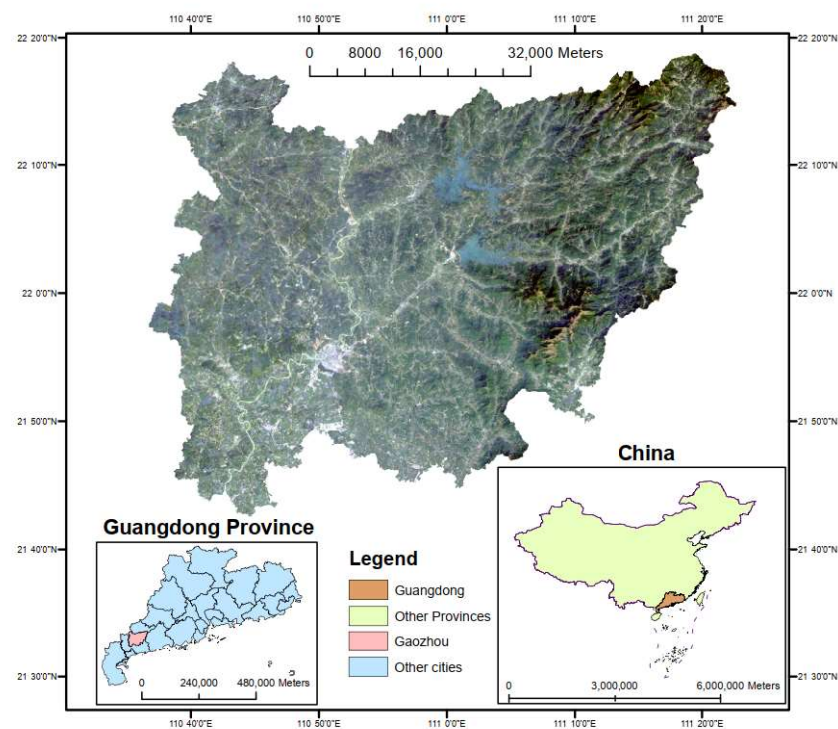 110 40'0"E 110 50'0"E 111 0'0"E 111 10'0"E 111 20'0"E
22 20'0"N 22 20'0"N
0 8000 16,000 32,000 Meters
22 10'0"N 22 10'0"N
22 0'0"N 22 0'0"N
21 50'0"N 21 50'0"N
China
Guangdong Province
21 40'0"N 21 40'0"N
Legend
Guangdong
Other Provinces
Gaozhou
Other cities
0 240,000 480,000 Meters
0 3,000,000 6,000,000 Meters
21 30'0"N 21 30'0"N
110 40'0"E 110 50'0"E 111 0'0"E 111 10'0"E 111 20'0"E